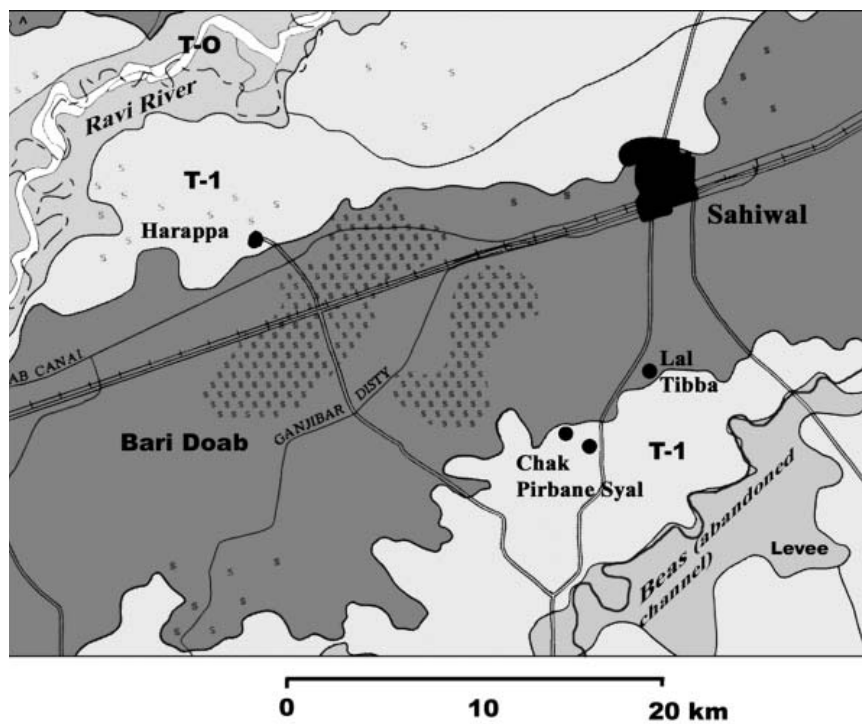 T-O
Ravi River
T-1
Harappa
Sahiwal
AB CANAL
GANJIBAR DISTY
Lal
Tibba
Bari Doab
Chak
Pirbane Syal
T-1
Beas (abandoned
channel)
Levee
0 10 20 km